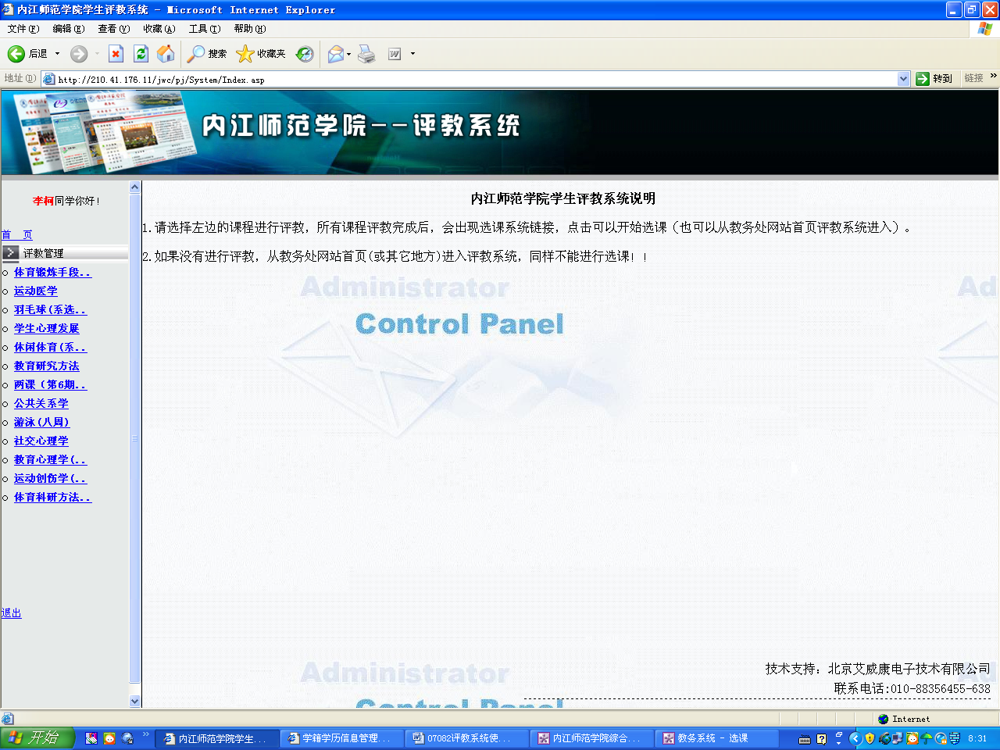 内江师范学院学生评教系统 - Microsoft Internet Explorer
文件(F) 编辑(E) 查看(V) 收藏(A) 工具(T) 帮助(H)
后退 搜索 收藏夹
地址(D) http://210.41.176.11/jwc/pj/System/Index.asp 转到 链接 »
内江师范学院--评教系统
李柯同学你好!
首 页
评教管理
体育锻炼手段..
运动医学
羽毛球(系选..
学生心理发展
休闲体育(系..
教育研究方法
两课（第6期..
公共关系学
游泳(八周)
社交心理学
教育心理学(..
运动创伤学(..
体育科研方法..
退出
内江师范学院学生评教系统说明
1.请选择左边的课程进行评教，所有课程评教完成后，会出现选课系统链接，点击可以开始选课（也可以从教务处网站首页评教系统进入）。
2.如果没有进行评教，从教务处网站首页(或其它地方)进入评教系统，同样不能进行选课！！
Administrator
Control Panel
Ad
Administrator
Control Panel
技术支持：北京艾威康电子技术有限公司
联系电话:010-88356455-638
Internet
开始 » 内江师范学院学生... 学籍学历信息管理... 07082评教系统使... 内江师范学院综合... 教务系统 - 选课 8:31